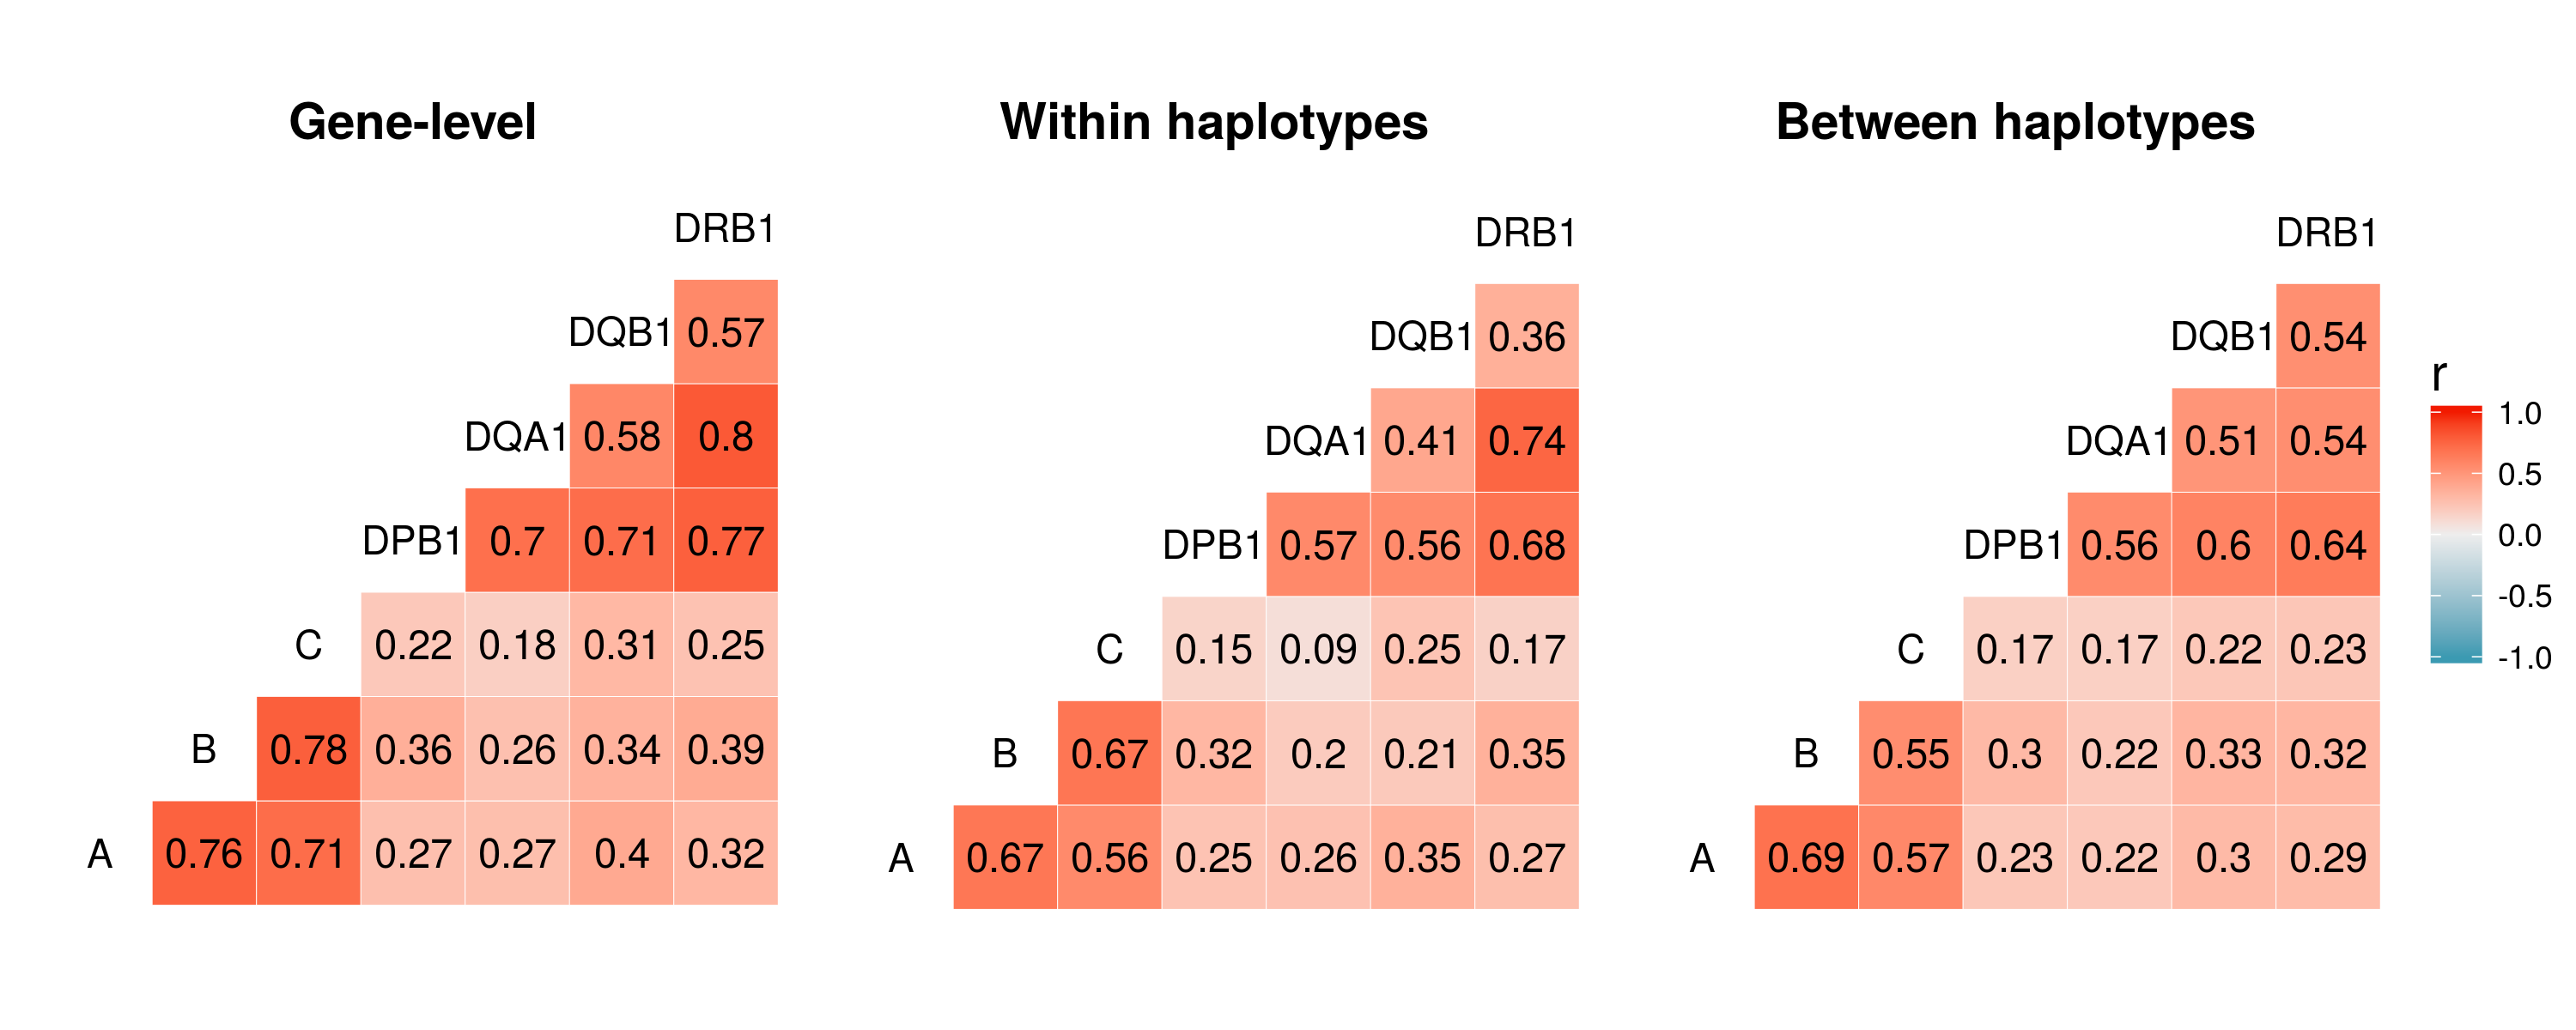 Gene-level
Within haplotypes
Between haplotypes
DRB1
DQB1 0.57
DQA1 0.58 0.8
DPB1 0.7 0.71 0.77
C 0.22 0.18 0.31 0.25
B 0.78 0.36 0.26 0.34 0.39
A 0.76 0.71 0.27 0.27 0.4 0.32
DRB1
DQB1 0.36
DQA1 0.41 0.74
DPB1 0.57 0.56 0.68
C 0.15 0.09 0.25 0.17
B 0.67 0.32 0.2 0.21 0.35
A 0.67 0.56 0.25 0.26 0.35 0.27
DRB1
DQB1 0.54
DQA1 0.51 0.54
DPB1 0.56 0.6 0.64
C 0.17 0.17 0.22 0.23
B 0.55 0.3 0.22 0.33 0.32
A 0.69 0.57 0.23 0.22 0.3 0.29
r
1.0
0.5
0.0
-0.5
-1.0